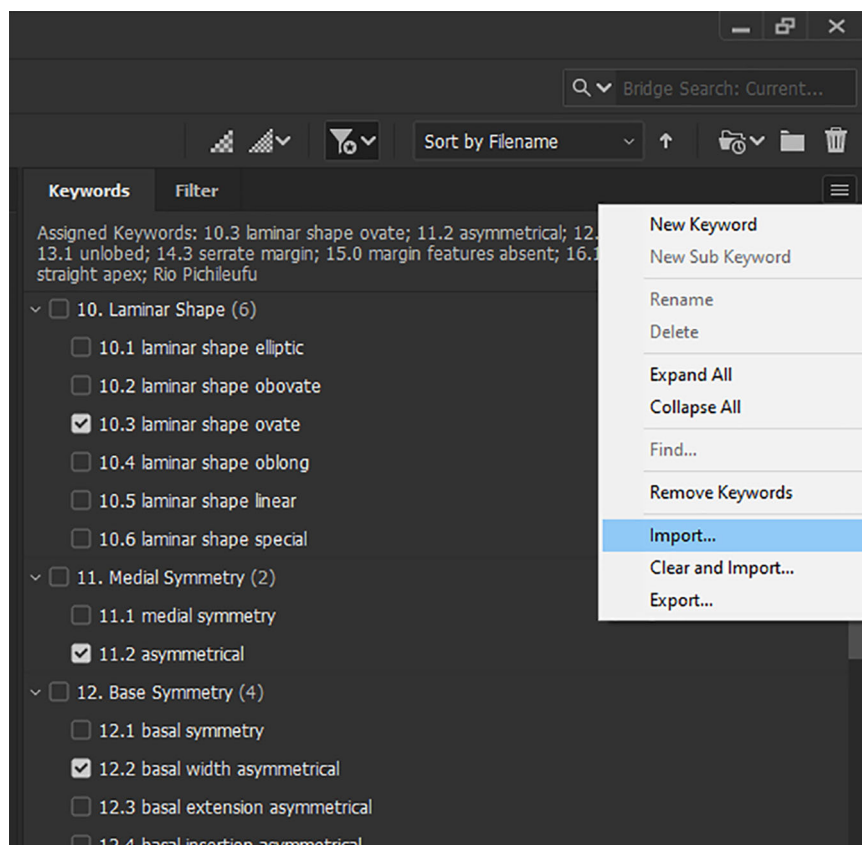 Bridge Search: Current...
Sort by Filename
Keywords Filter
Assigned Keywords: 10.3 laminar shape ovate; 11.2 asymmetrical; 12.
13.1 unlobed; 14.3 serrate margin; 15.0 margin features absent; 16.1
straight apex; Rio Pichileufu
10. Laminar Shape (6)
10.1 laminar shape elliptic
10.2 laminar shape obovate
10.3 laminar shape ovate
10.4 laminar shape oblong
10.5 laminar shape linear
10.6 laminar shape special
11. Medial Symmetry (2)
11.1 medial symmetry
11.2 asymmetrical
12. Base Symmetry (4)
12.1 basal symmetry
12.2 basal width asymmetrical
12.3 basal extension asymmetrical
12.4 basal insertion asymmetrical
New Keyword
New Sub Keyword
Rename
Delete
Expand All
Collapse All
Find...
Remove Keywords
Import...
Clear and Import...
Export...